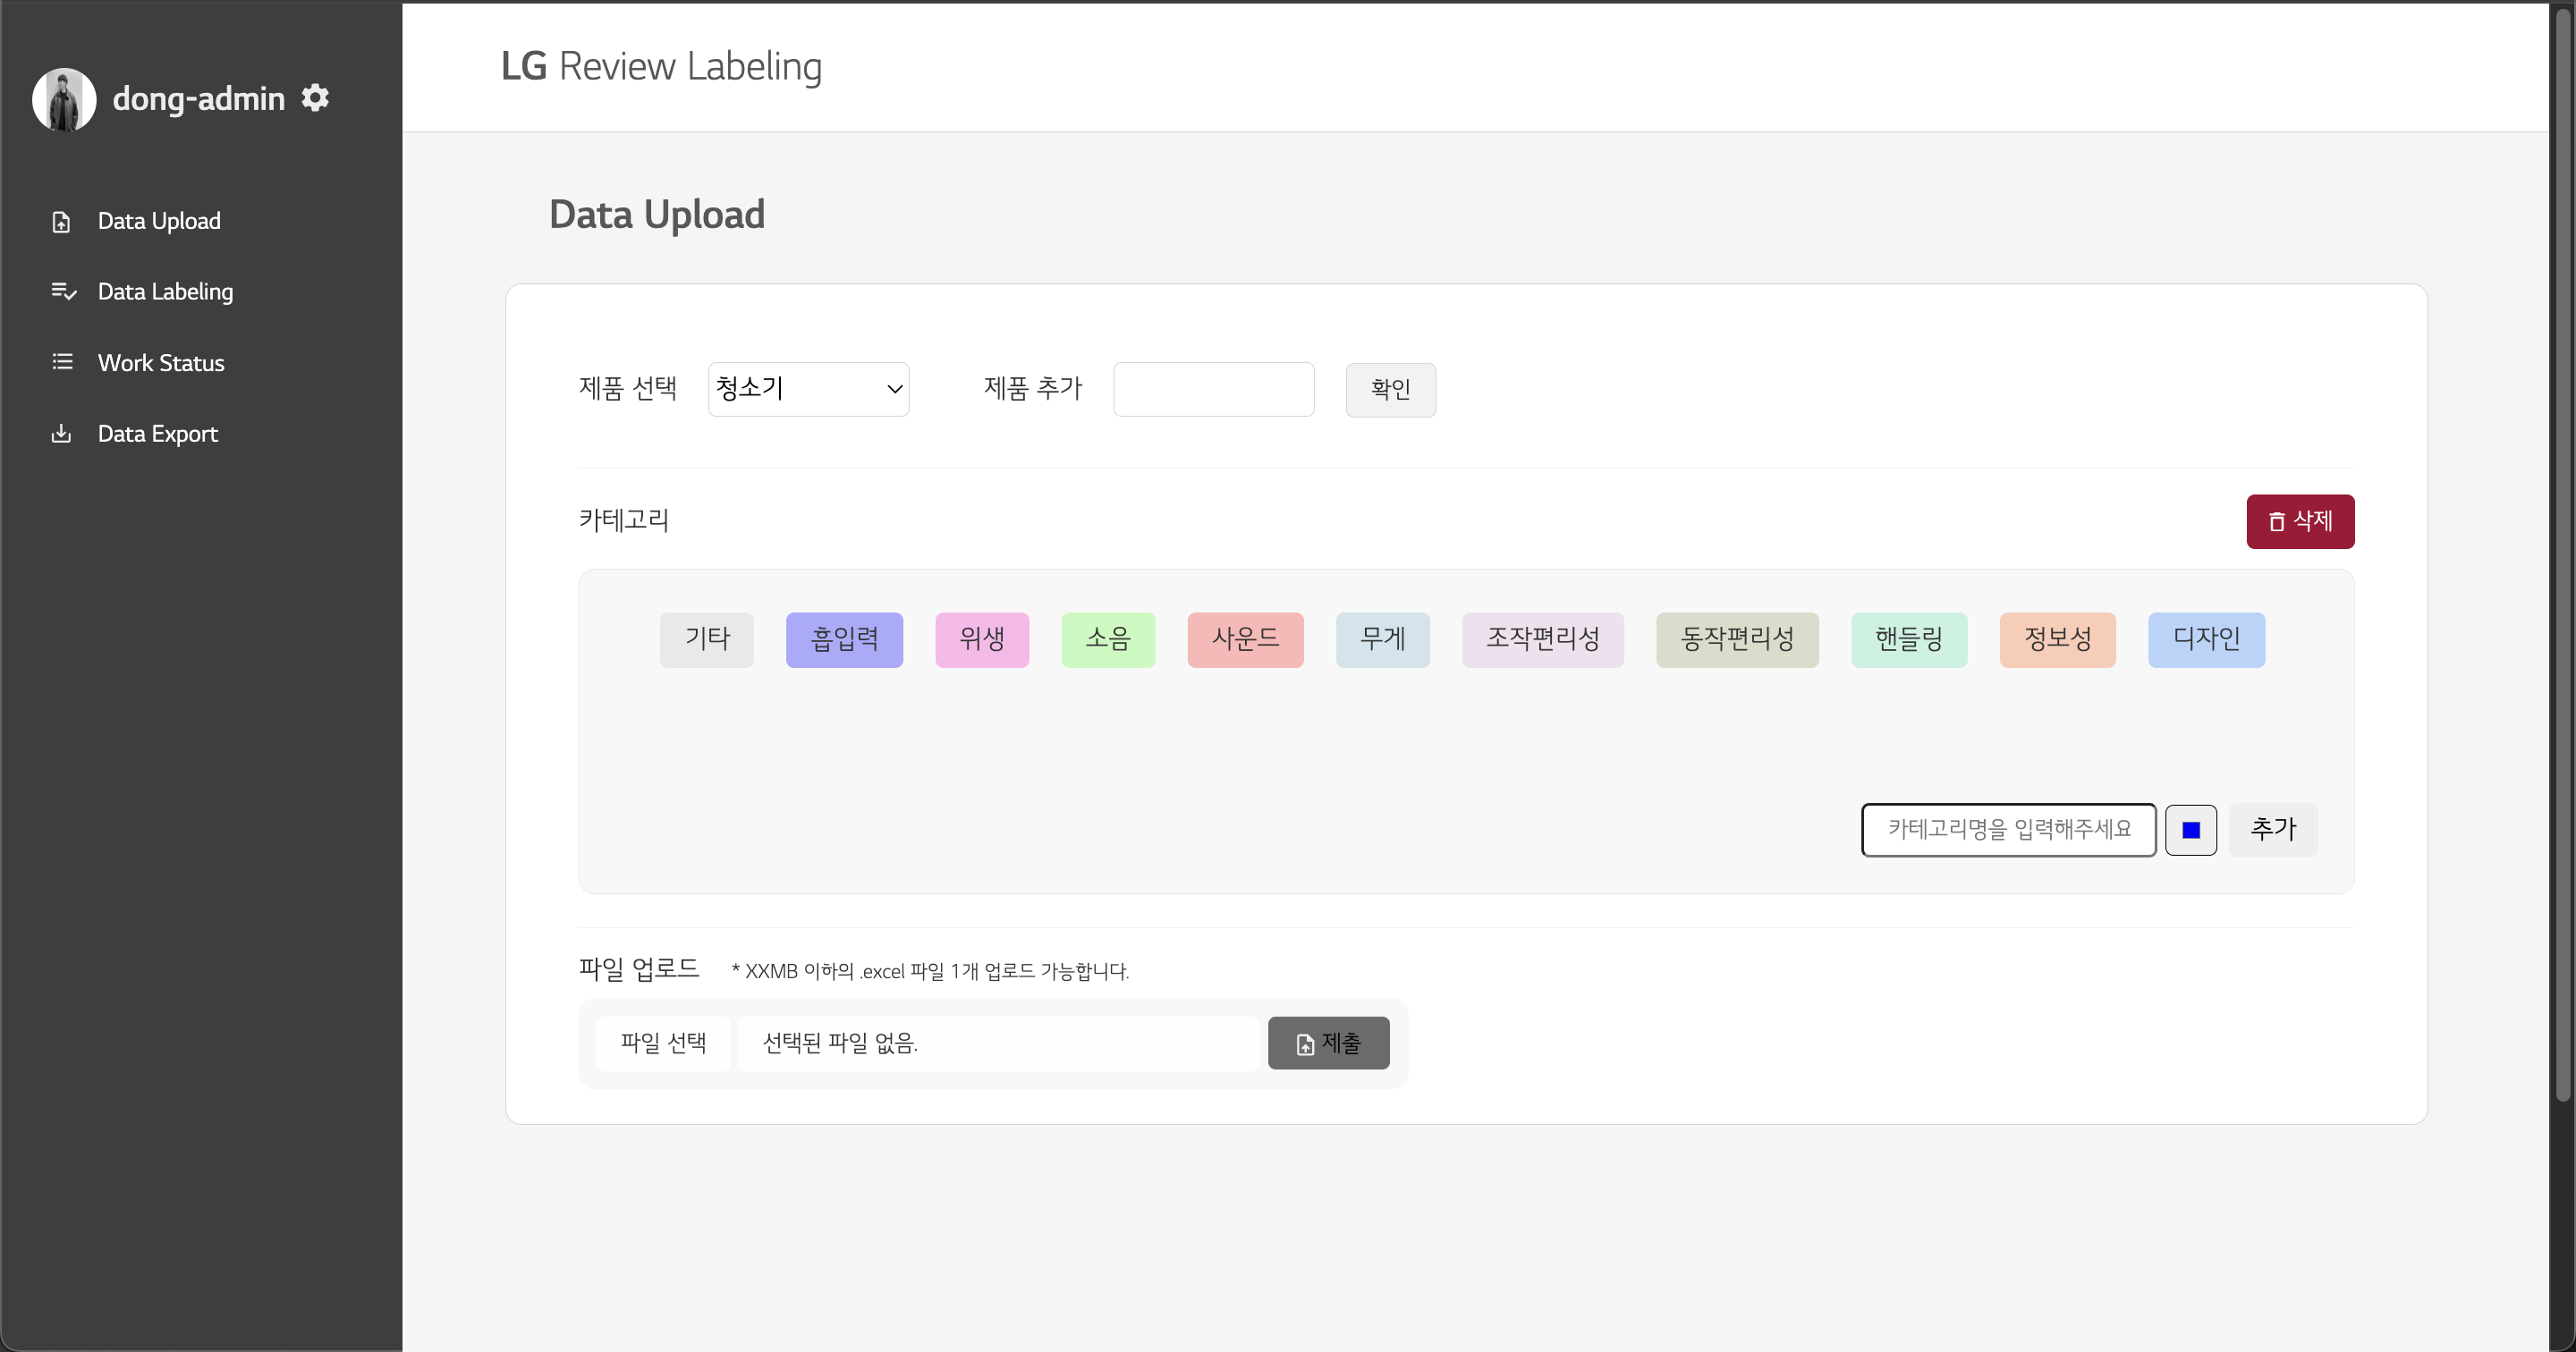 dong-admin
Data Upload
Data Labeling
Work Status
Data Export
LG Review Labeling
Data Upload
제품 선택 청소기 제품 추가 확인
카테고리 삭제
기타 흡입력 위생 소음 사운드 무게 조작편리성 동작편리성 핸들링 정보성 디자인
카테고리명을 입력해주세요 추가
파일 업로드 * XXMB 이하의 .excel 파일 1개 업로드 가능합니다.
파일 선택 선택된 파일 없음. 제출